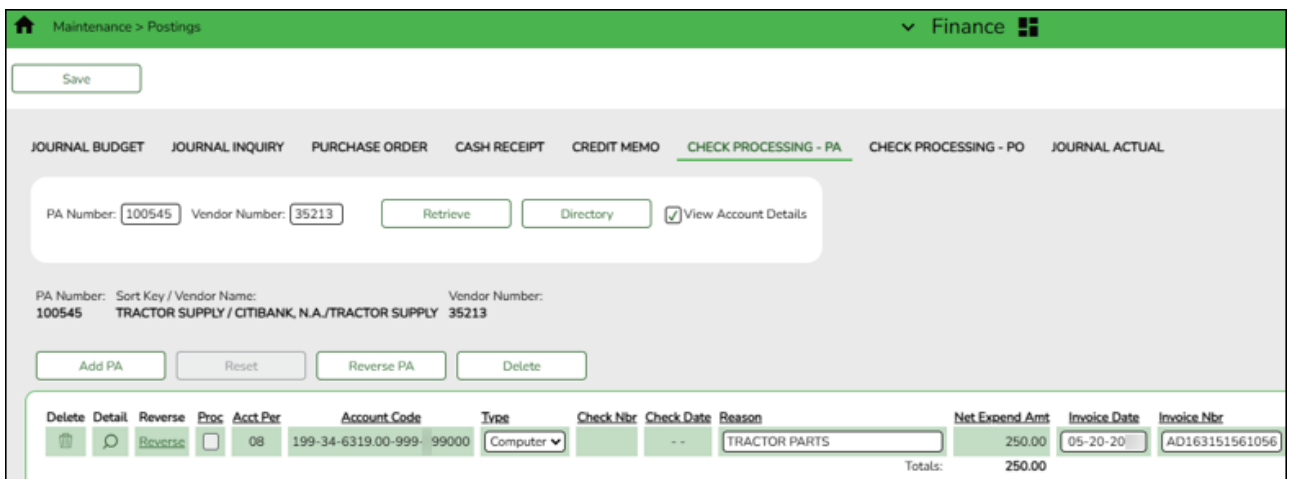 Maintenance > Postings Finance
Save
JOURNAL BUDGET JOURNAL INQUIRY PURCHASE ORDER CASH RECEIPT CREDIT MEMO CHECK PROCESSING - PA CHECK PROCESSING - PO JOURNAL ACTUAL
PA Number: 100545 Vendor Number: 35213 Retrieve Directory View Account Details
PA Number: Sort Key / Vendor Name: Vendor Number:
100545 TRACTOR SUPPLY / CITIBANK, N.A./TRACTOR SUPPLY 35213
Add PA Reset Reverse PA Delete
Delete Detail Reverse Proc Acct Per Account Code Type Check Nbr Check Date Reason Net Expend Amt Invoice Date Invoice Nbr
Reverse 08 199-34-6319.00-999- 99000 Computer - - TRACTOR PARTS 250.00 05-20-20 AD163151561056
Totals: 250.00